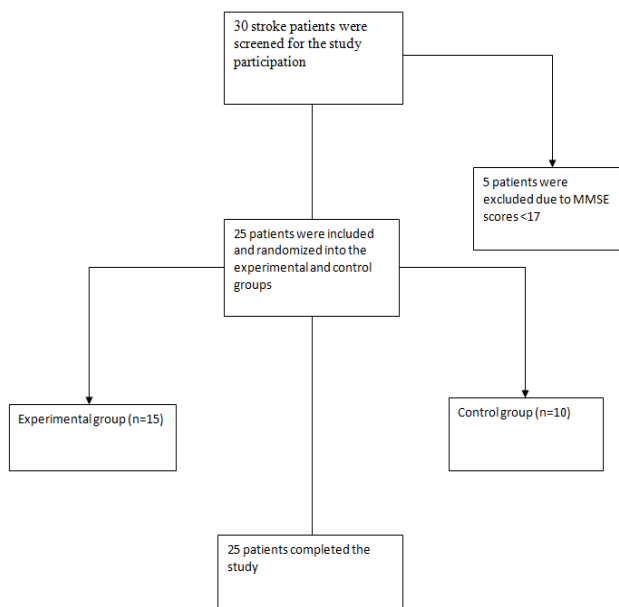 30 stroke patients were
screened for the study
participation
5 patients were
excluded due to MMSE
scores <17
25 patients were included
and randomized into the
experimental and control
groups
Experimental group (n=15)
Control group (n=10)
25 patients completed the
study